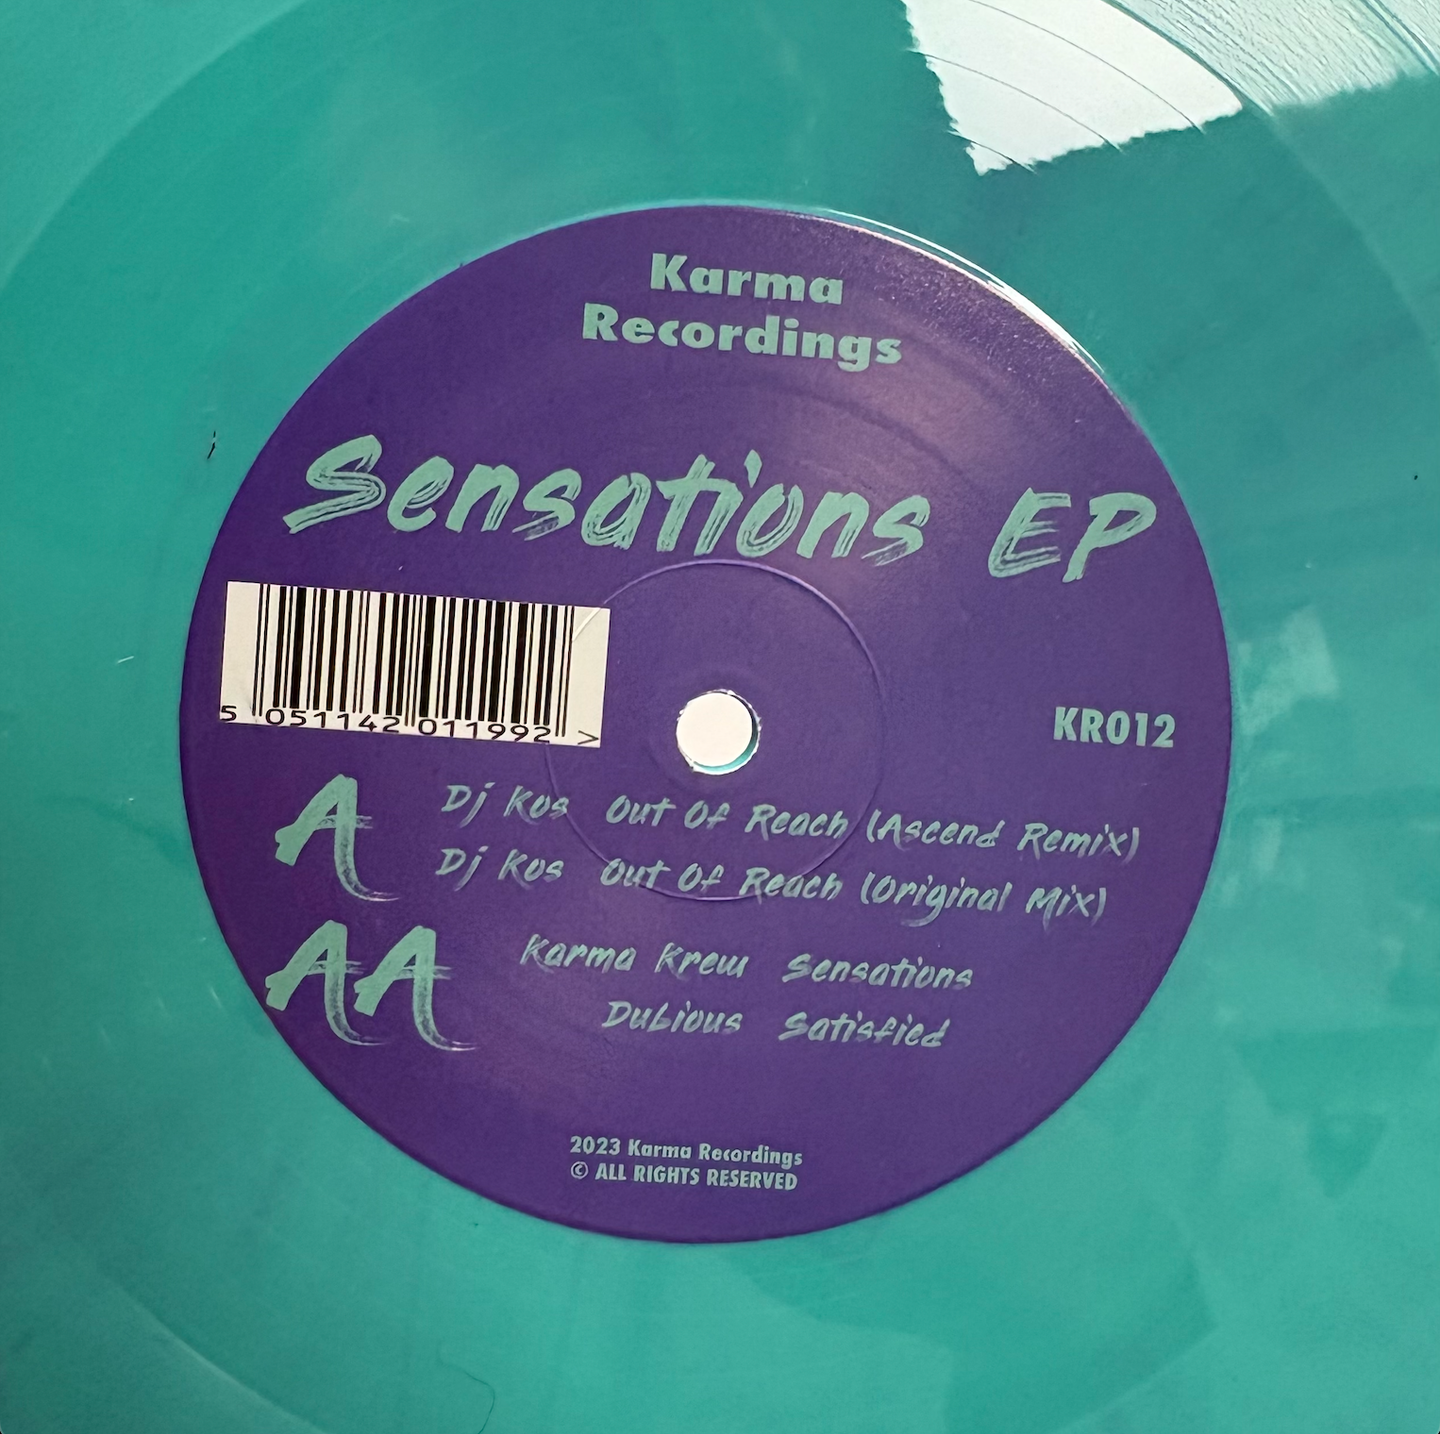 Karma
Recordings
Sensations EP
5 051142 011992 >
KR012
A
Dj Kos Out Of Reach (Ascend Remix)
Dj Kos Out Of Reach (Original Mix)
AA
Karma Krew Sensations
Dubious Satisfied
2023 Karma Recordings
© ALL RIGHTS RESERVED